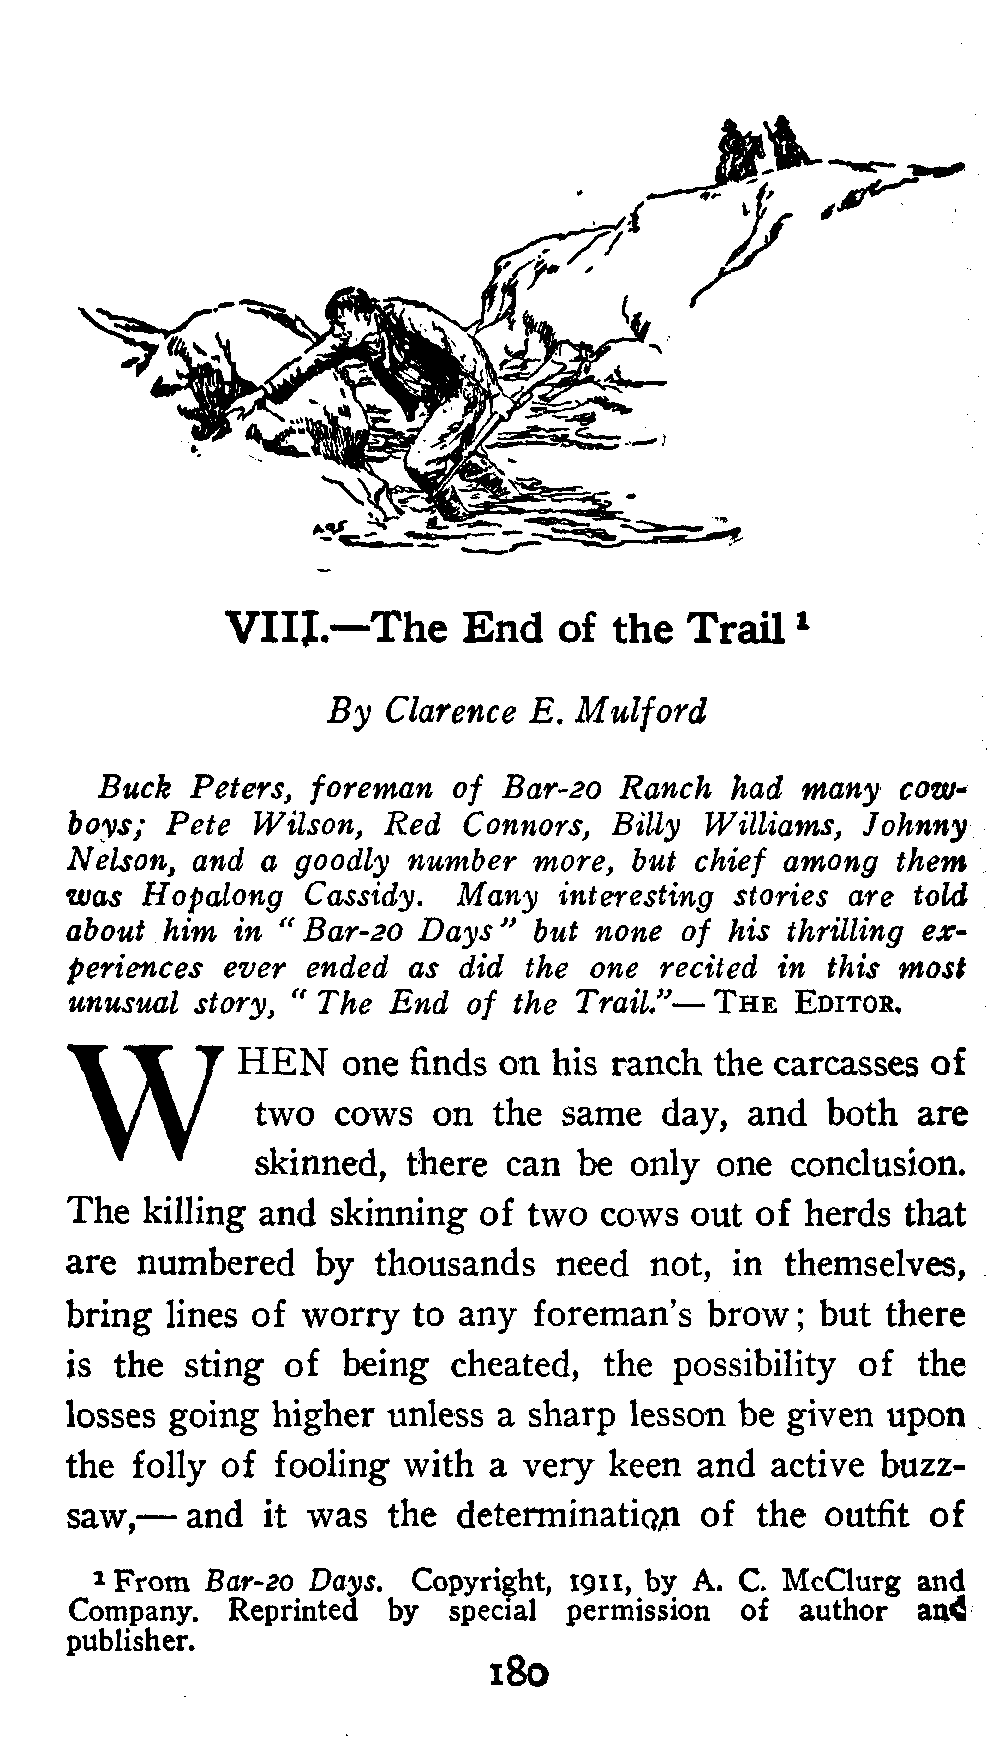 VIII.—The End of the Trail ¹
By Clarence E. Mulford
Buck Peters, foreman of Bar-20 Ranch had many cow-
boys; Pete Wilson, Red Connors, Billy Williams, Johnny
Nelson, and a goodly number more, but chief among them
was Hopalong Cassidy. Many interesting stories are told
about him in " Bar-20 Days" but none of his thrilling ex-
periences ever ended as did the one recited in this most
unusual story, " The End of the Trail."— THE EDITOR.
WHEN one finds on his ranch the carcasses of
two cows on the same day, and both are
skinned, there can be only one conclusion.
The killing and skinning of two cows out of herds that
are numbered by thousands need not, in themselves,
bring lines of worry to any foreman's brow; but there
is the sting of being cheated, the possibility of the
losses going higher unless a sharp lesson be given upon
the folly of fooling with a very keen and active buzz-
saw,— and it was the determination of the outfit of
¹ From Bar-20 Days. Copyright, 1911, by A. C. McClurg and
Company. Reprinted by special permission of author and
publisher.
180